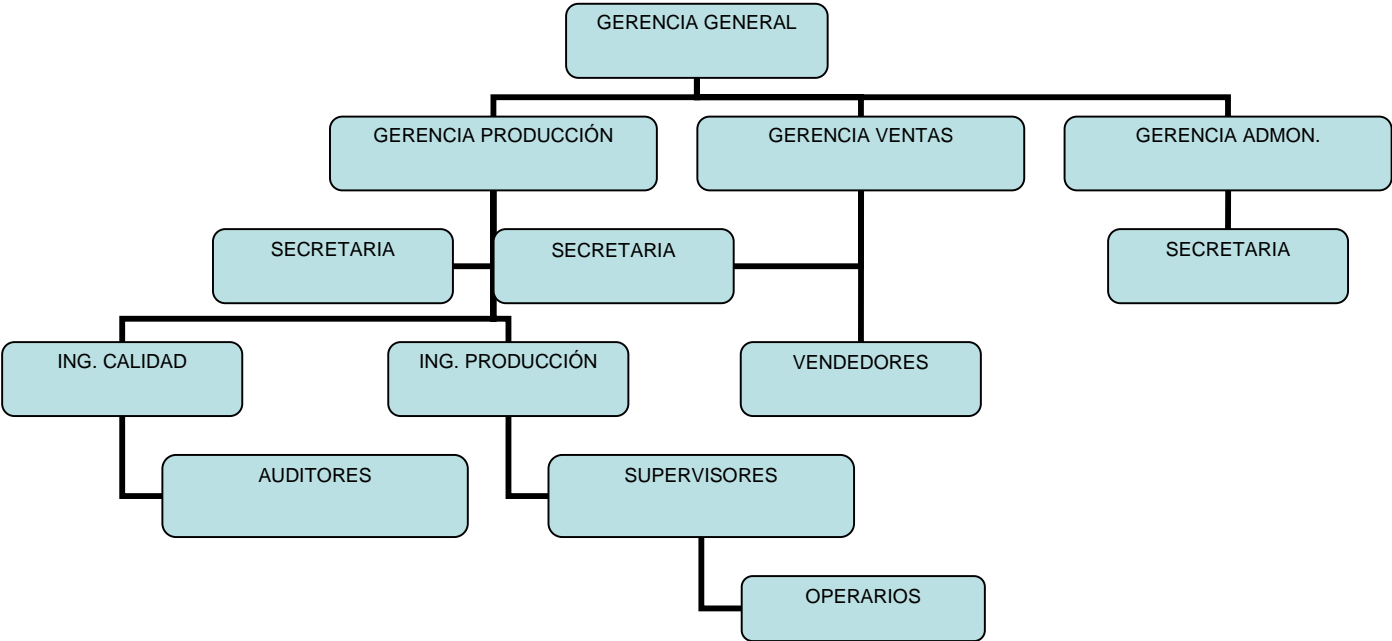 GERENCIA GENERAL
GERENCIA PRODUCCIÓN
GERENCIA VENTAS
GERENCIA ADMON.
SECRETARIA
SECRETARIA
SECRETARIA
ING. CALIDAD
ING. PRODUCCIÓN
VENDEDORES
AUDITORES
SUPERVISORES
OPERARIOS